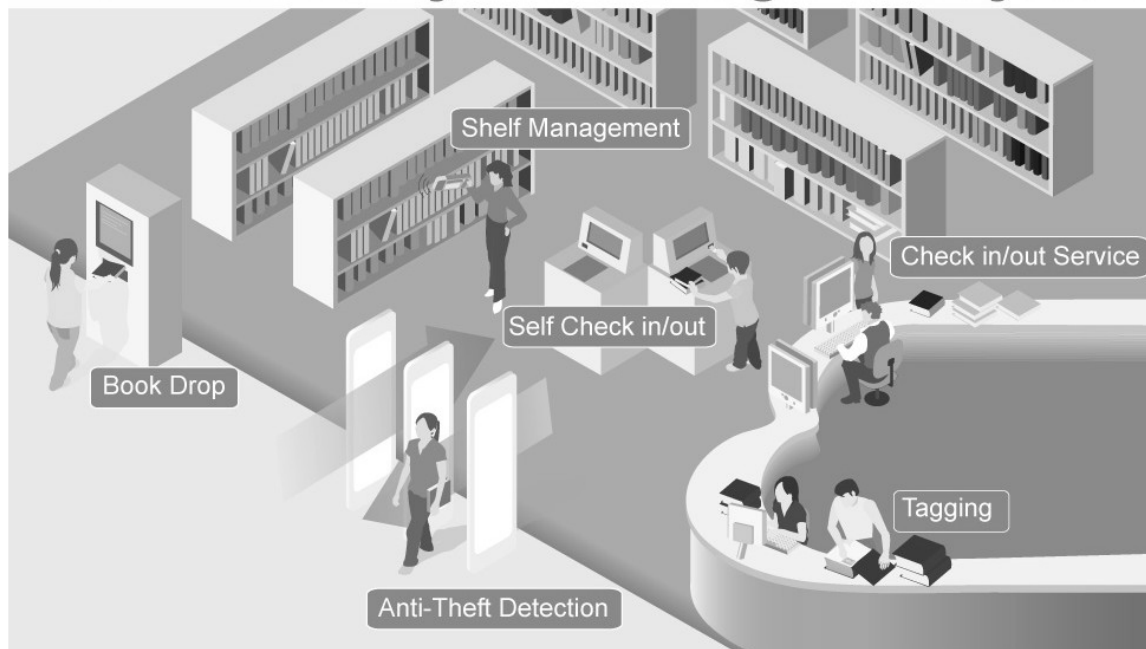 Shelf Management
Check in/out Service
Self Check in/out
Book Drop
Tagging
Anti-Theft Detection